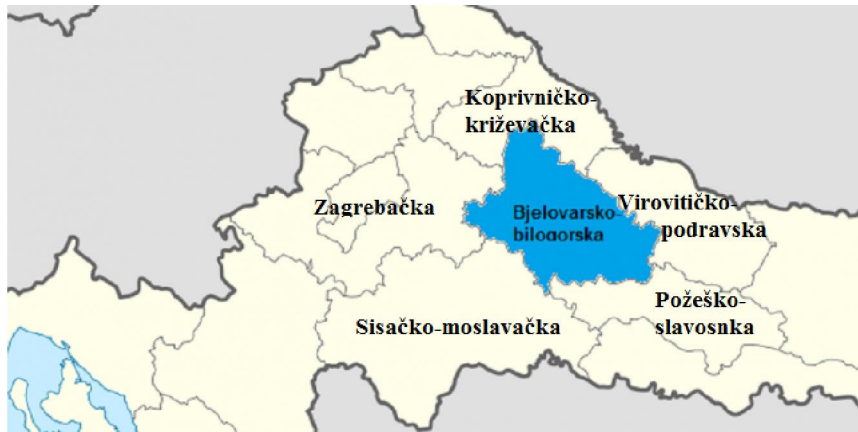 Koprivničko-
križevačka
Zagrebačka
Bjelovarsko-
bilogorska
Virovitičko-
podravska
Sisačko-moslavačka
Požeško-
slavosnka